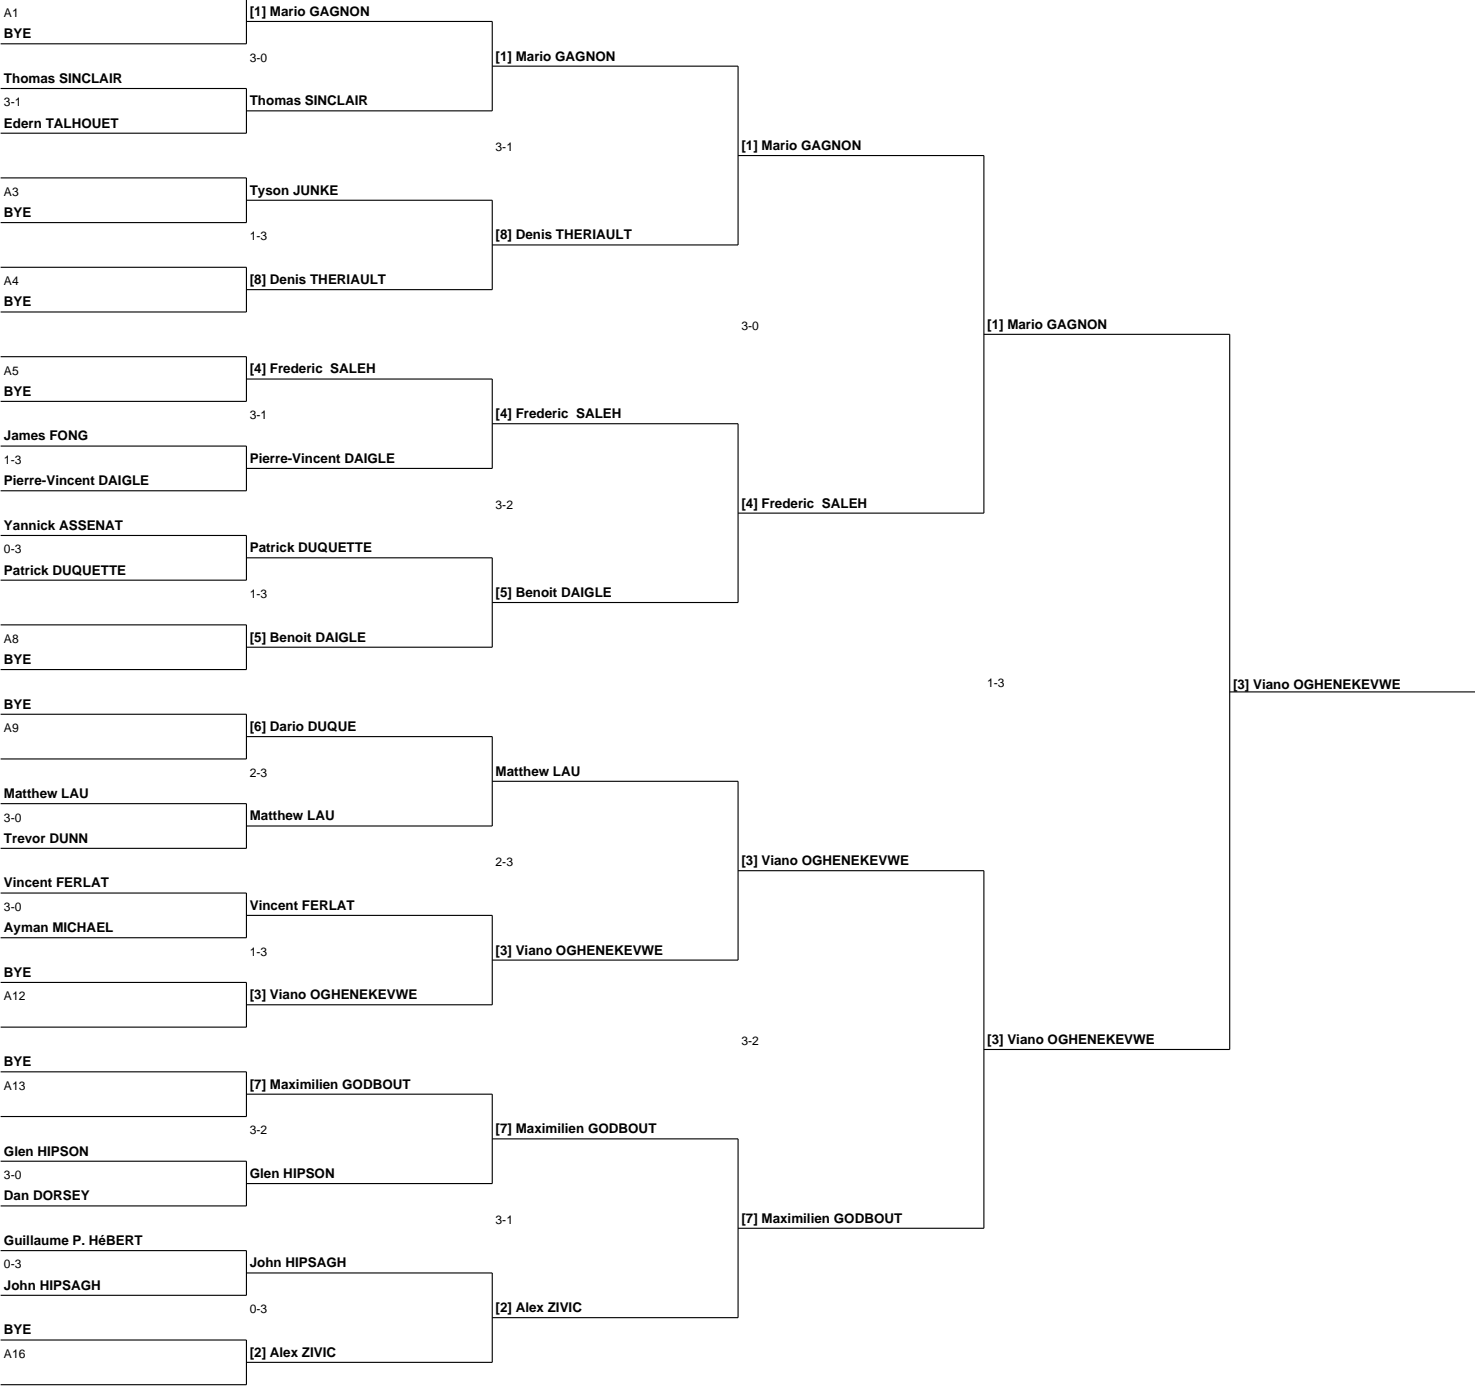 A1
[1] Mario GAGNON
BYE
3-0
[1] Mario GAGNON
Thomas SINCLAIR
3-1
Thomas SINCLAIR
Edern TALHOUET
3-1
[1] Mario GAGNON
A3
Tyson JUNKE
BYE
1-3
[8] Denis THERIAULT
A4
[8] Denis THERIAULT
BYE
3-0
[1] Mario GAGNON
A5
[4] Frederic  SALEH
BYE
3-1
[4] Frederic  SALEH
James FONG
1-3
Pierre-Vincent DAIGLE
Pierre-Vincent DAIGLE
3-2
[4] Frederic  SALEH
Yannick ASSENAT
0-3
Patrick DUQUETTE
Patrick DUQUETTE
1-3
[5] Benoit DAIGLE
A8
[5] Benoit DAIGLE
BYE
1-3
[3] Viano OGHENEKEVWE
BYE
A9
[6] Dario DUQUE
2-3
Matthew LAU
Matthew LAU
3-0
Matthew LAU
Trevor DUNN
2-3
[3] Viano OGHENEKEVWE
Vincent FERLAT
3-0
Vincent FERLAT
Ayman MICHAEL
1-3
[3] Viano OGHENEKEVWE
BYE
A12
[3] Viano OGHENEKEVWE
3-2
[3] Viano OGHENEKEVWE
BYE
A13
[7] Maximilien GODBOUT
3-2
[7] Maximilien GODBOUT
Glen HIPSON
3-0
Glen HIPSON
Dan DORSEY
3-1
[7] Maximilien GODBOUT
Guillaume P. HéBERT
0-3
John HIPSAGH
John HIPSAGH
0-3
[2] Alex ZIVIC
BYE
A16
[2] Alex ZIVIC